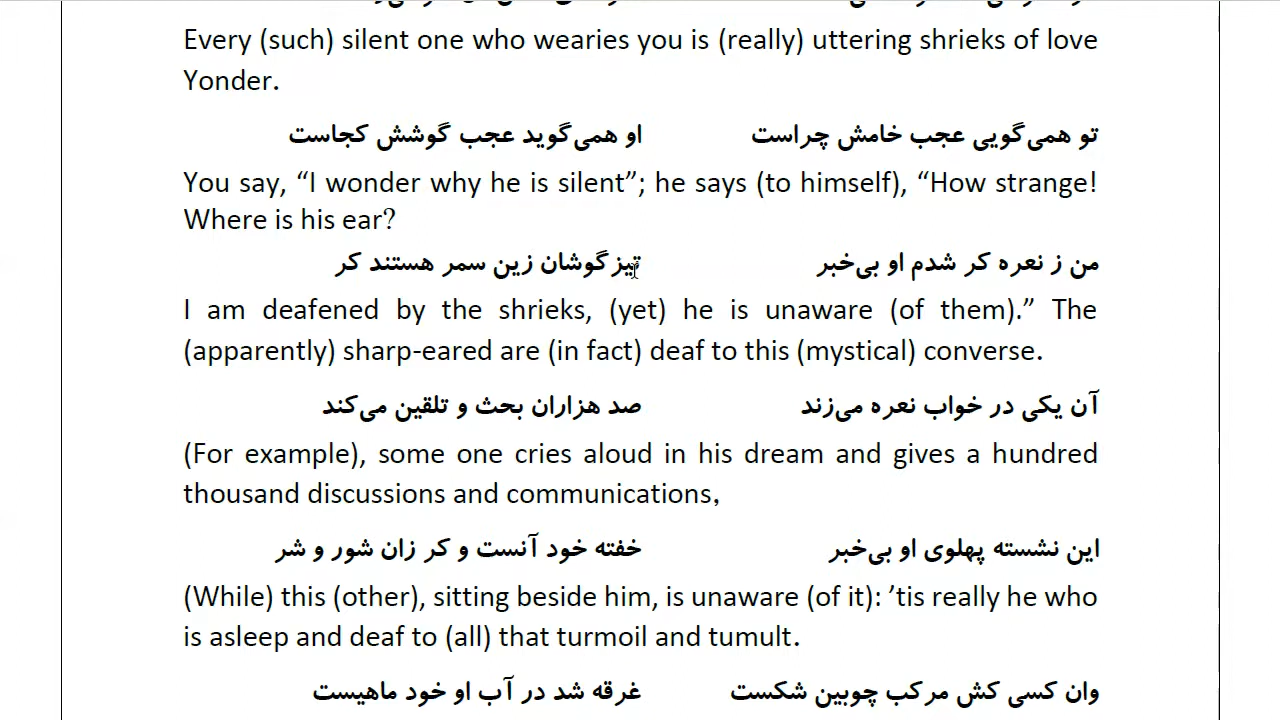 Every (such) silent one who wearies you is (really) uttering shrieks of love
Yonder.
تو همی‌گویی عجب خامش چراست او همی‌گوید عجب گوشش کجاست
You say, “I wonder why he is silent”; he says (to himself), “How strange!
Where is his ear?
من ز نعره کر شدم او بی‌خبر تیزگوشان زین سمر هستند کر
I am deafened by the shrieks, (yet) he is unaware (of them).” The
(apparently) sharp-eared are (in fact) deaf to this (mystical) converse.
آن یکی در خواب نعره می‌زند صد هزاران بحث و تلقین می‌کند
(For example), some one cries aloud in his dream and gives a hundred
thousand discussions and communications,
این نشسته پهلوی او بی‌خبر خفته خود آنست و کر زان شور و شر
(While) this (other), sitting beside him, is unaware (of it): ’tis really he who
is asleep and deaf to (all) that turmoil and tumult.
وان کسی کش مرکب چوبین شکست غرقه شد در آب او خود ماهیست